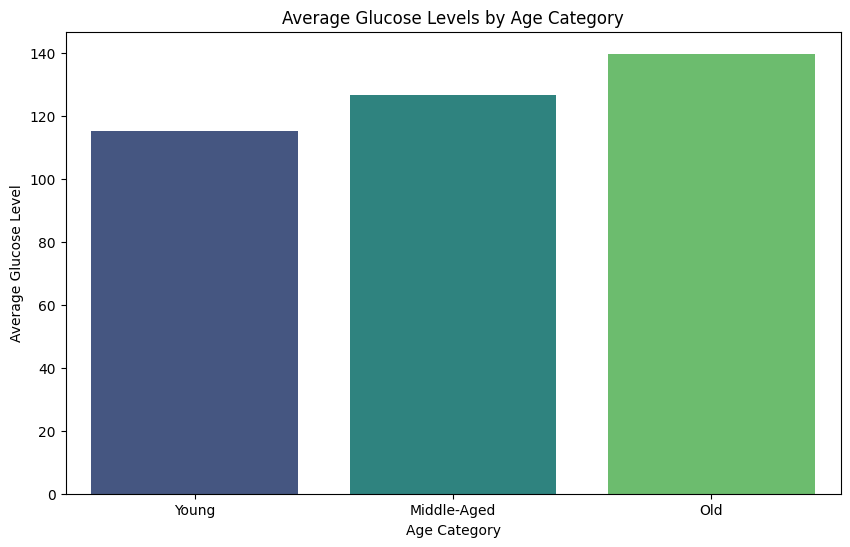 Average Glucose Levels by Age Category
Average Glucose Level
140
120
100
80
60
40
20
0
Young Middle-Aged Old
Age Category